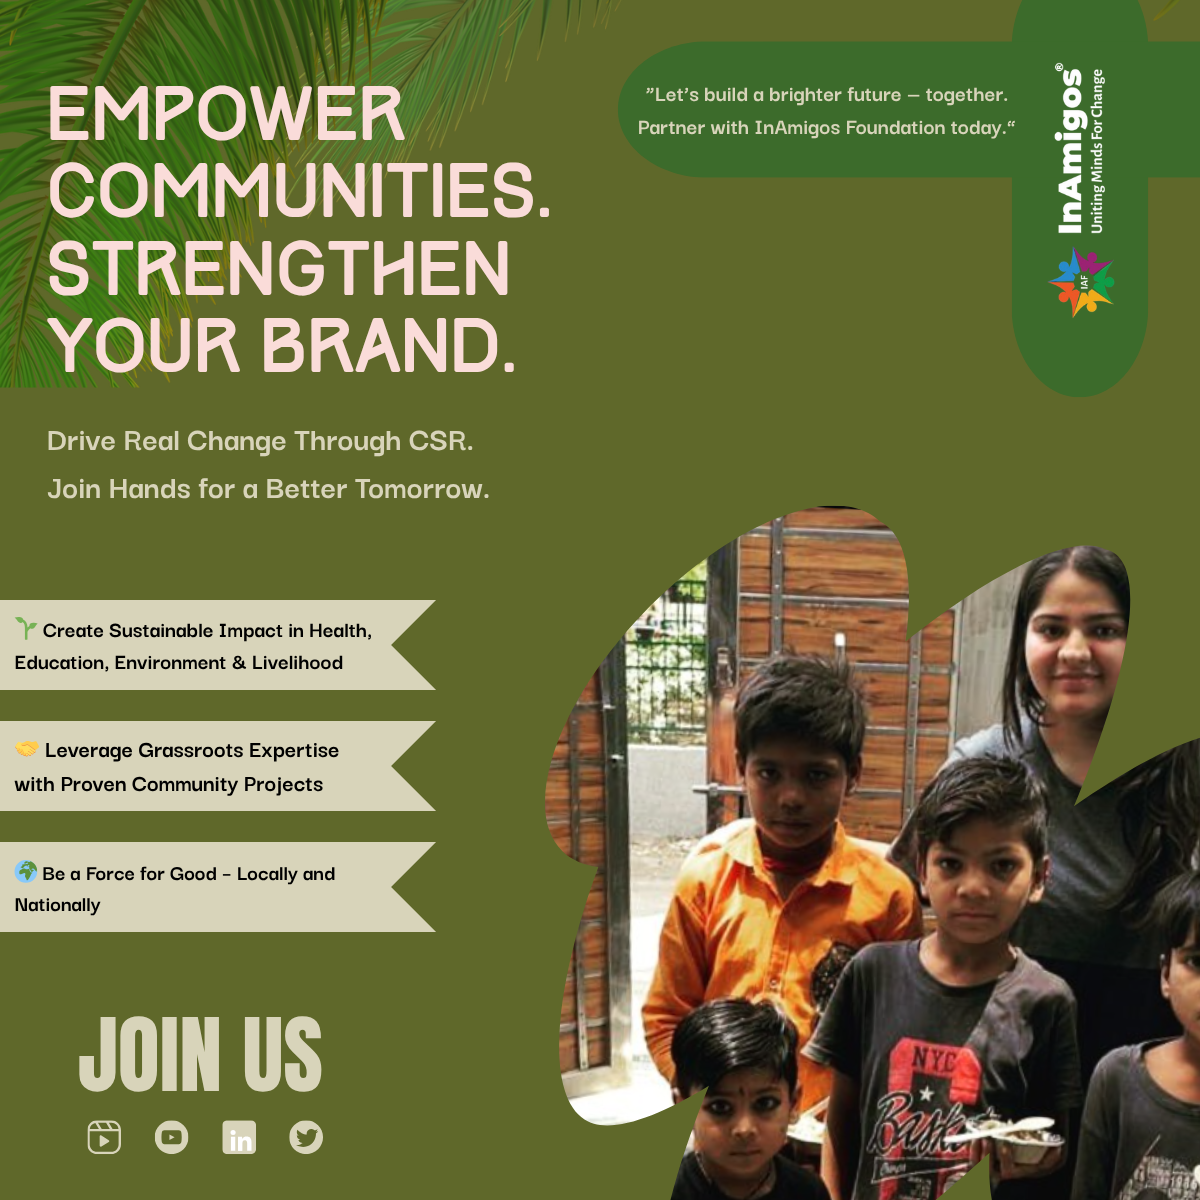 EMPOWER
COMMUNITIES.
STRENGTHEN
YOUR BRAND.
"Let's build a brighter future – together.
Partner with InAmigos Foundation today."
InAmigos®
Uniting Minds For Change
IAF
Drive Real Change Through CSR.
Join Hands for a Better Tomorrow.
Create Sustainable Impact in Health,
Education, Environment & Livelihood
Leverage Grassroots Expertise
with Proven Community Projects
Be a Force for Good – Locally and
Nationally
JOIN US
in
NYC